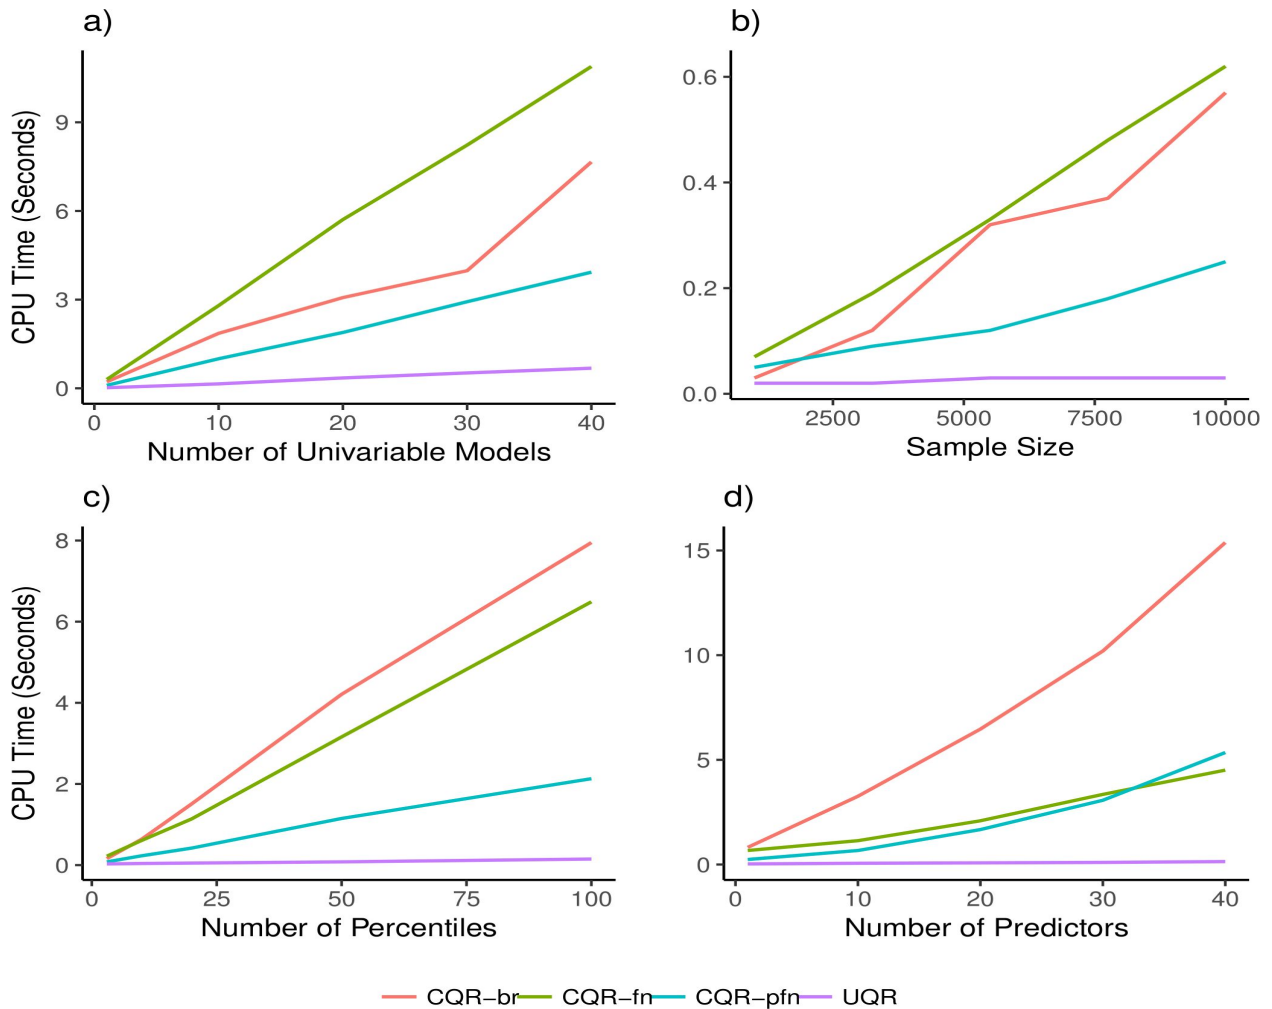 a)
CPU Time (Seconds)
9
6
3
0
0 10 20 30 40
Number of Univariable Models
b)
0.6
0.4
0.2
0.0
2500 5000 7500 10000
Sample Size
c)
CPU Time (Seconds)
8
6
4
2
0
0 25 50 75 100
Number of Percentiles
d)
15
10
5
0
0 10 20 30 40
Number of Predictors
CQR−br CQR−fn CQR−pfn UQR